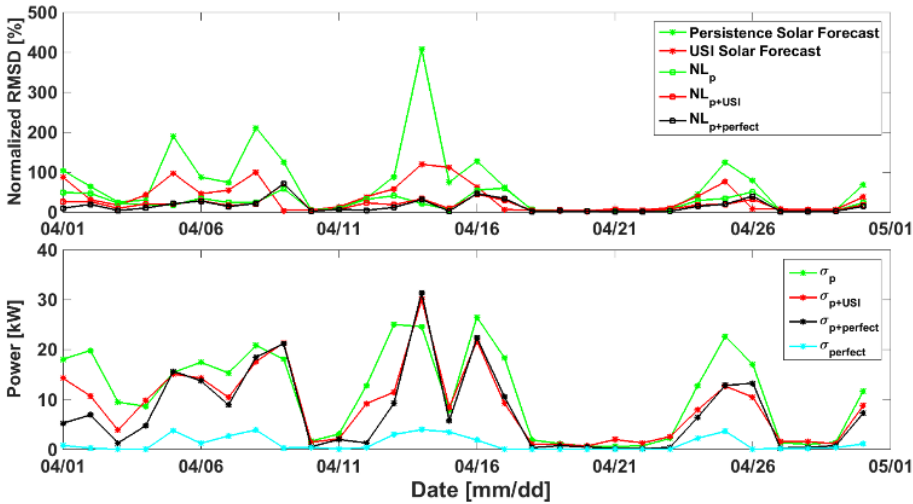 Normalized RMSD [%]
500
400
300
200
100
0
Persistence Solar Forecast
USI Solar Forecast
NLp
NLp+USI
NLp+perfect
04/01 04/06 04/11 04/16 04/21 04/26 05/01
Power [kW]
40
30
20
10
0
σp
σp+USI
σp+perfect
σperfect
04/01 04/06 04/11 04/16 04/21 04/26 05/01
Date [mm/dd]